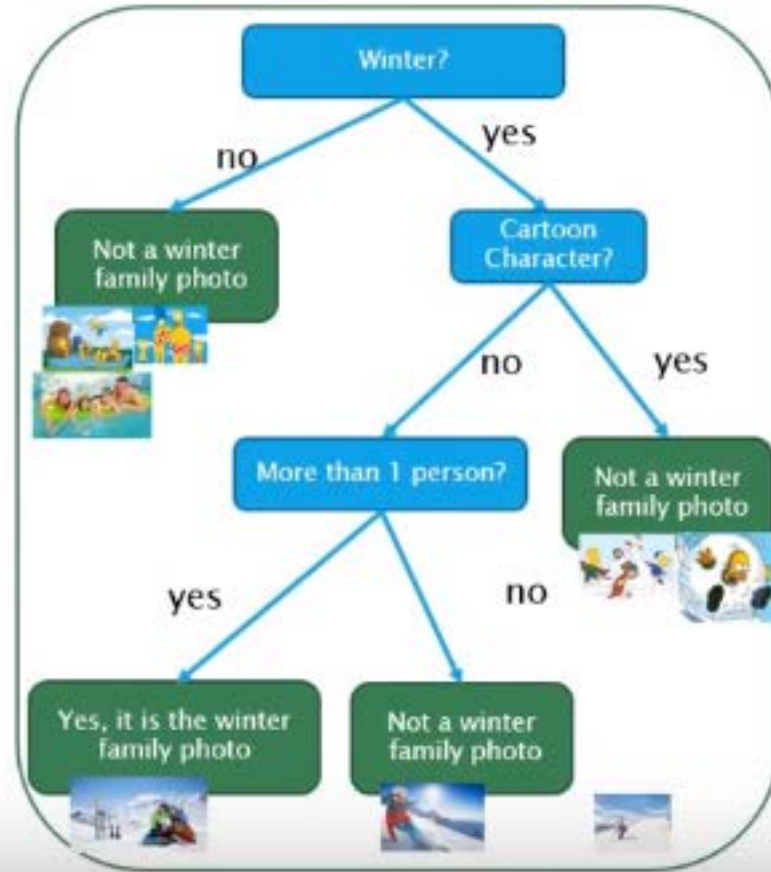 Winter?
no
yes
Not a winter
family photo
Cartoon
Character?
no
yes
More than 1 person?
Not a winter
family photo
yes
no
Yes, it is the winter
family photo
Not a winter
family photo